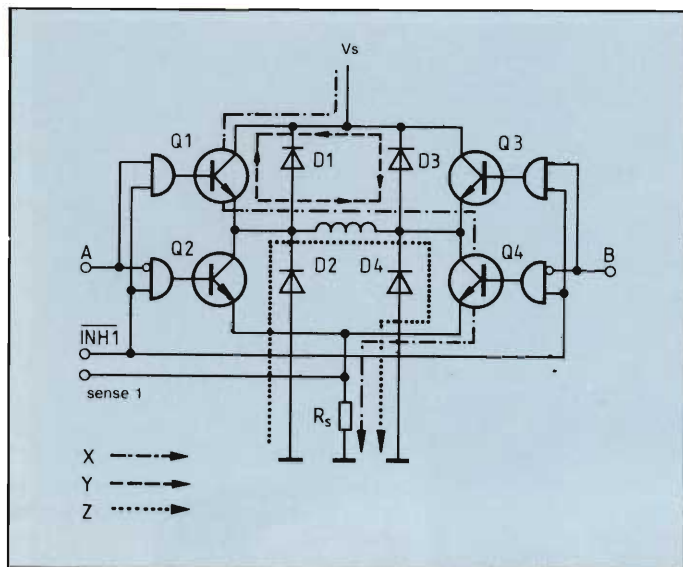 Vs
Q1 D1 D3 Q3
A Q2 D2 D4 Q4 B
INH1
sense 1
Rs
X
Y
Z